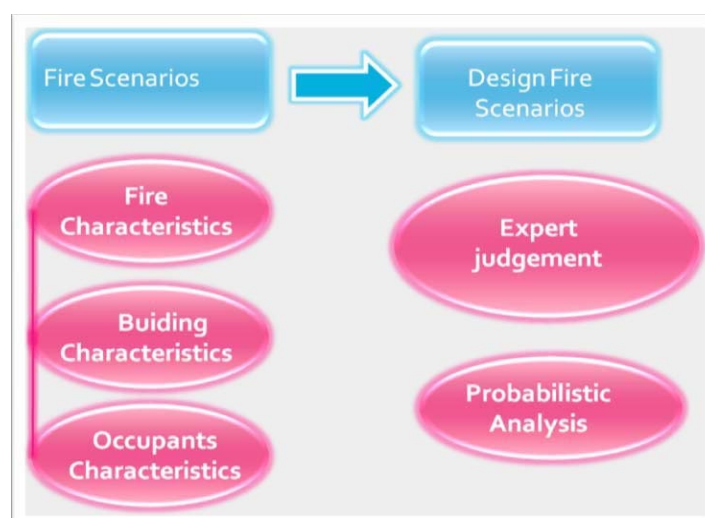 Fire Scenarios
Design Fire
Scenarios
Fire
Characteristics
Buiding
Characteristics
Occupants
Characteristics
Expert
judgement
Probabilistic
Analysis